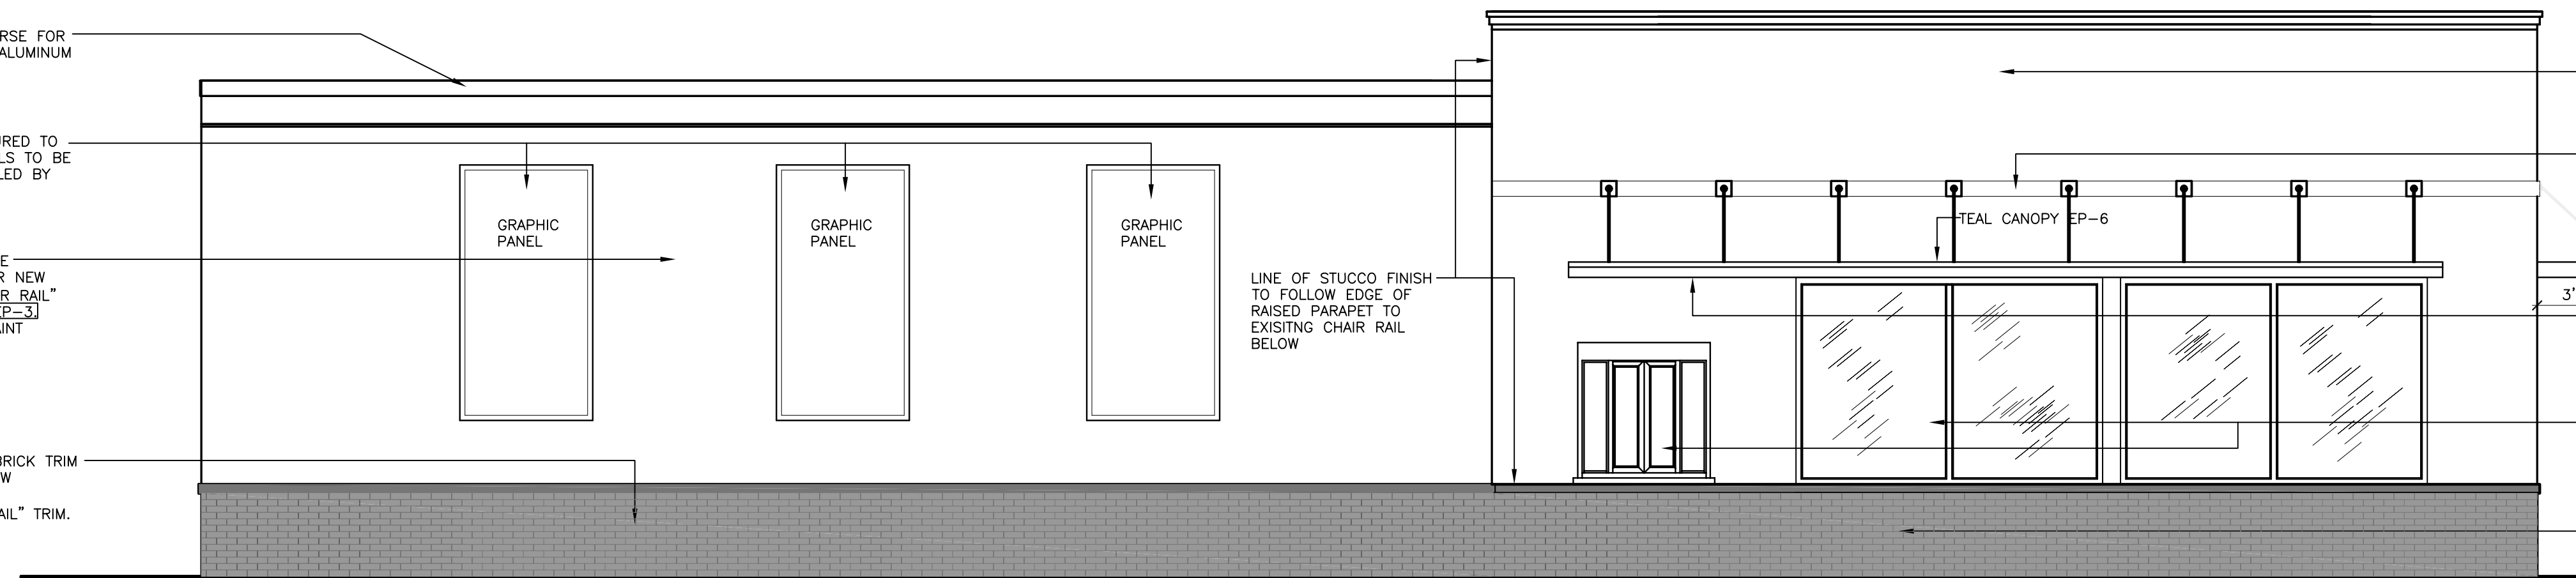 RSE FOR
ALUMINUM
URED TO
LS TO BE
LED BY
E
R NEW
R RAIL”
EP-3.
AINT
BRICK TRIM
W
AIL” TRIM.
GRAPHIC
PANEL
GRAPHIC
PANEL
GRAPHIC
PANEL
LINE OF STUCCO FINISH
TO FOLLOW EDGE OF
RAISED PARAPET TO
EXISITNG CHAIR RAIL
BELOW
TEAL CANOPY EP-6
3'